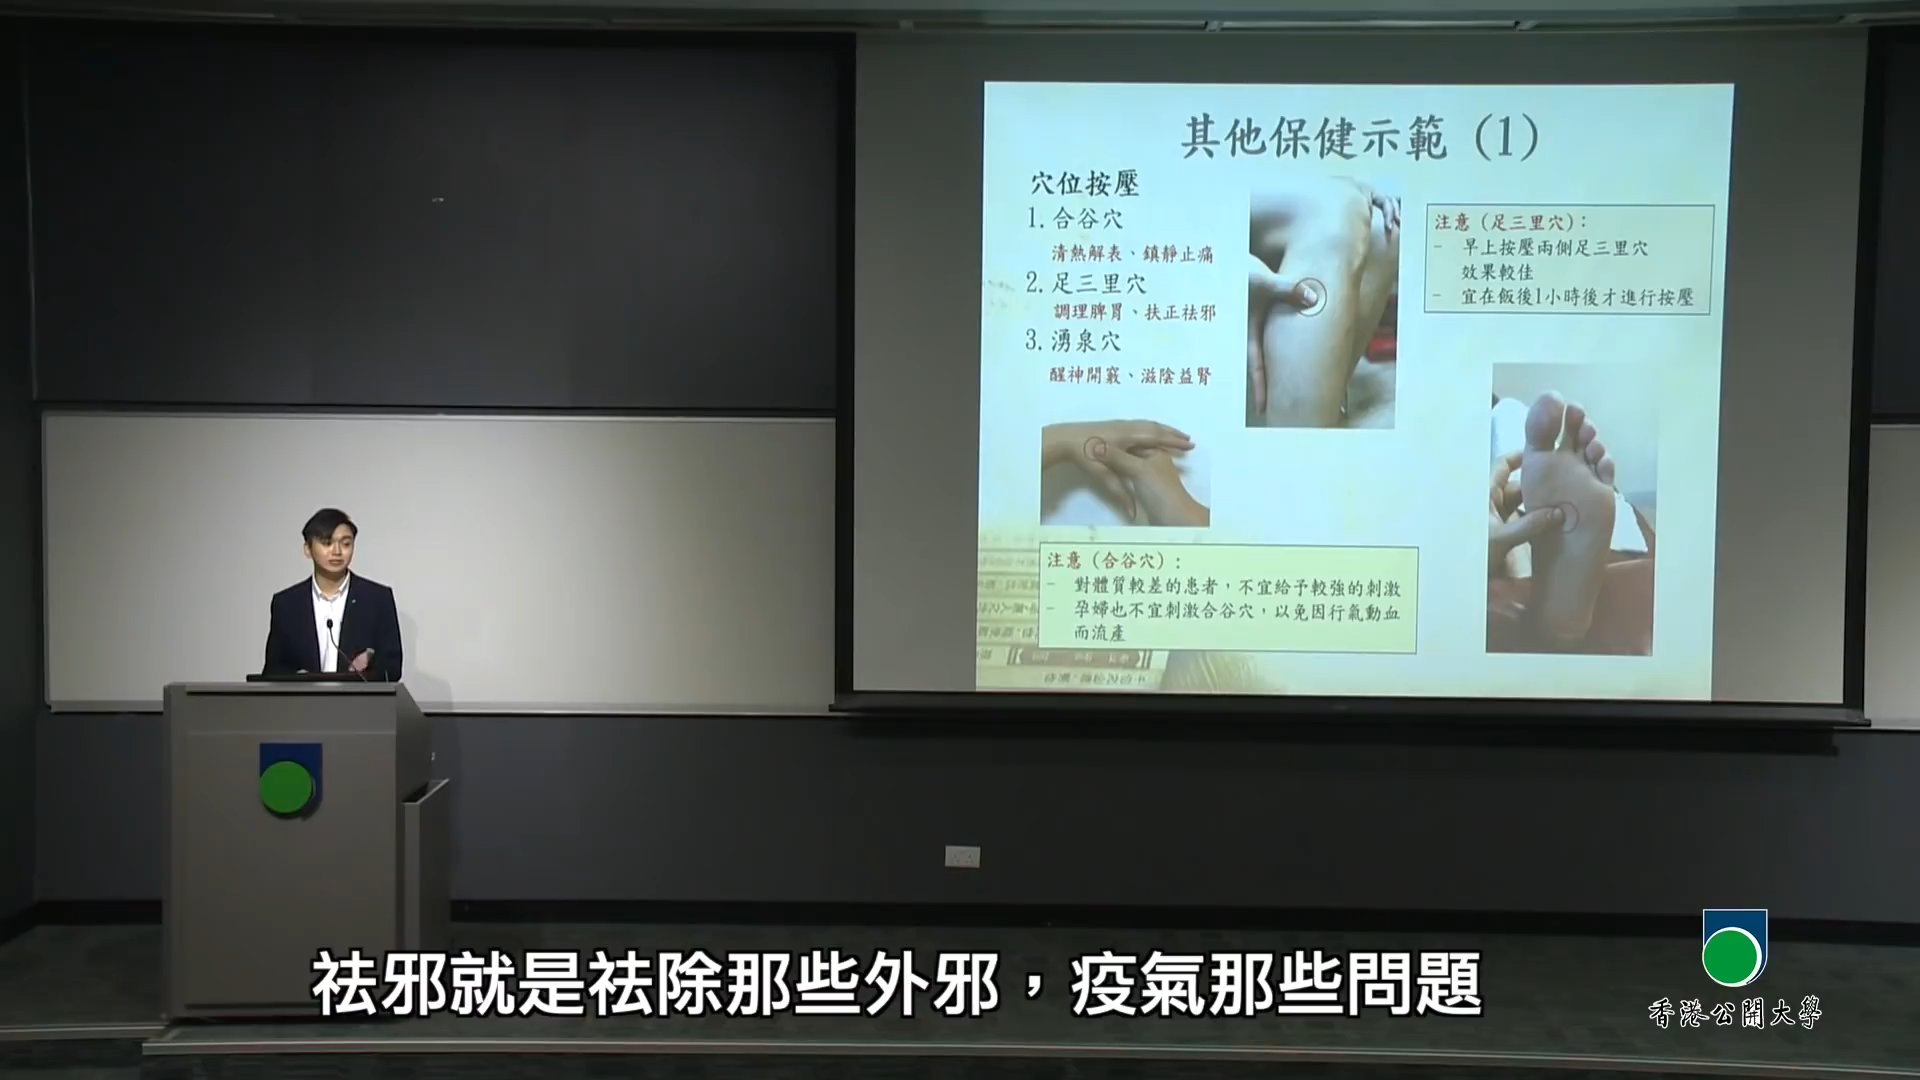 其他保健示範 (1)
穴位按壓
1. 合谷穴
清熱解表、鎮靜止痛
2. 足三里穴
調理脾胃、扶正祛邪
3. 湧泉穴
醒神開竅、滋陰益腎
注意 (足三里穴)：
- 早上按壓兩側足三里穴
效果較佳
- 宜在飯後1小時後才進行按壓
注意 (合谷穴)：
- 對體質較差的患者，不宜給予較強的刺激
- 孕婦也不宜刺激合谷穴，以免因行氣動血
而流產
祛邪就是祛除那些外邪，疫氣那些問題
香港公開大學